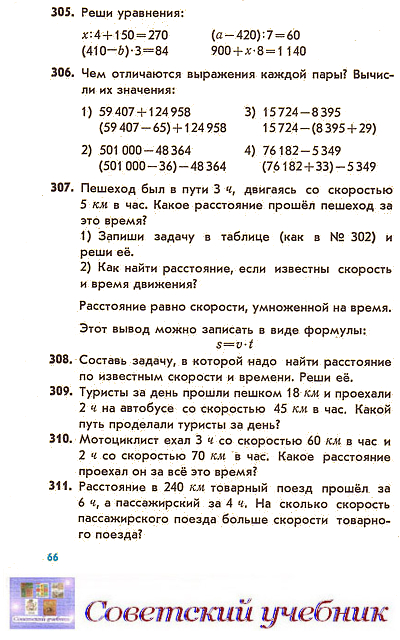 305. Реши уравнения:
x:4+150=270 (a−420):7=60
(410−b)·3=84 900+x·8=1 140
306. Чем отличаются выражения каждой пары? Вычис-
ли их значения:
1) 59 407+124 958 3) 15 724−8 395
(59 407−65)+124 958 15 724−(8 395+29)
2) 501 000−48 364 4) 76 182−5 349
(501 000−36)−48 364 (76 182+33)−5 349
307. Пешеход был в пути 3 ч, двигаясь со скоростью
5 км в час. Какое расстояние прошёл пешеход за
это время?
1) Запиши задачу в таблице (как в № 302) и
реши её.
2) Как найти расстояние, если известны скорость
и время движения?
Расстояние равно скорости, умноженной на время.
Этот вывод можно записать в виде формулы:
s=v·t
308. Составь задачу, в которой надо найти расстояние
по известным скорости и времени. Реши её.
309. Туристы за день прошли пешком 18 км и проехали
2 ч на автобусе со скоростью 45 км в час. Какой
путь проделали туристы за день?
310. Мотоциклист ехал 3 ч со скоростью 60 км в час и
2 ч со скоростью 70 км в час. Какое расстояние
проехал он за всё это время?
311. Расстояние в 240 км товарный поезд прошёл за
6 ч, а пассажирский за 4 ч. На сколько скорость
пассажирского поезда больше скорости товарно-
го поезда?
66
Советский учебник
Советский учебник